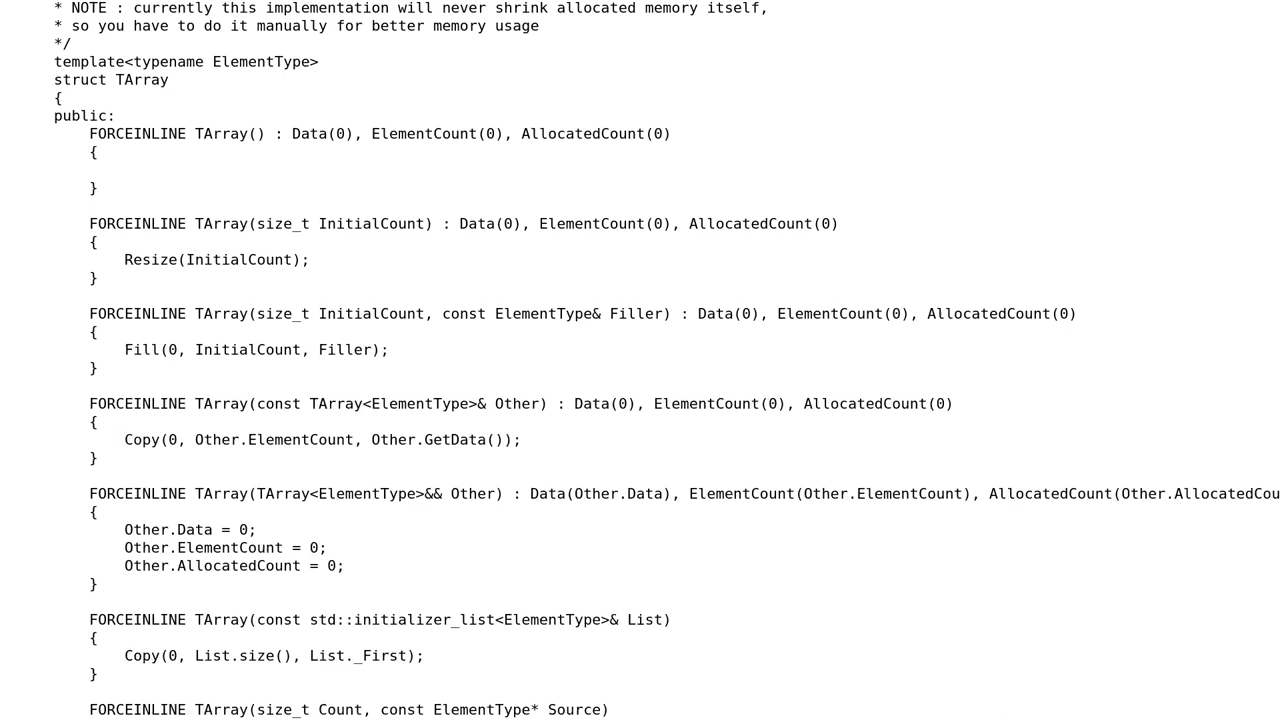 * NOTE : currently this implementation will never shrink allocated memory itself,
* so you have to do it manually for better memory usage
*/
template<typename ElementType>
struct TArray
{
public:
    FORCEINLINE TArray() : Data(0), ElementCount(0), AllocatedCount(0)
    {

    }

    FORCEINLINE TArray(size_t InitialCount) : Data(0), ElementCount(0), AllocatedCount(0)
    {
        Resize(InitialCount);
    }

    FORCEINLINE TArray(size_t InitialCount, const ElementType& Filler) : Data(0), ElementCount(0), AllocatedCount(0)
    {
        Fill(0, InitialCount, Filler);
    }

    FORCEINLINE TArray(const TArray<ElementType>& Other) : Data(0), ElementCount(0), AllocatedCount(0)
    {
        Copy(0, Other.ElementCount, Other.GetData());
    }

    FORCEINLINE TArray(TArray<ElementType>&& Other) : Data(Other.Data), ElementCount(Other.ElementCount), AllocatedCount(Other.AllocatedCou
    {
        Other.Data = 0;
        Other.ElementCount = 0;
        Other.AllocatedCount = 0;
    }

    FORCEINLINE TArray(const std::initializer_list<ElementType>& List)
    {
        Copy(0, List.size(), List._First);
    }

    FORCEINLINE TArray(size_t Count, const ElementType* Source)